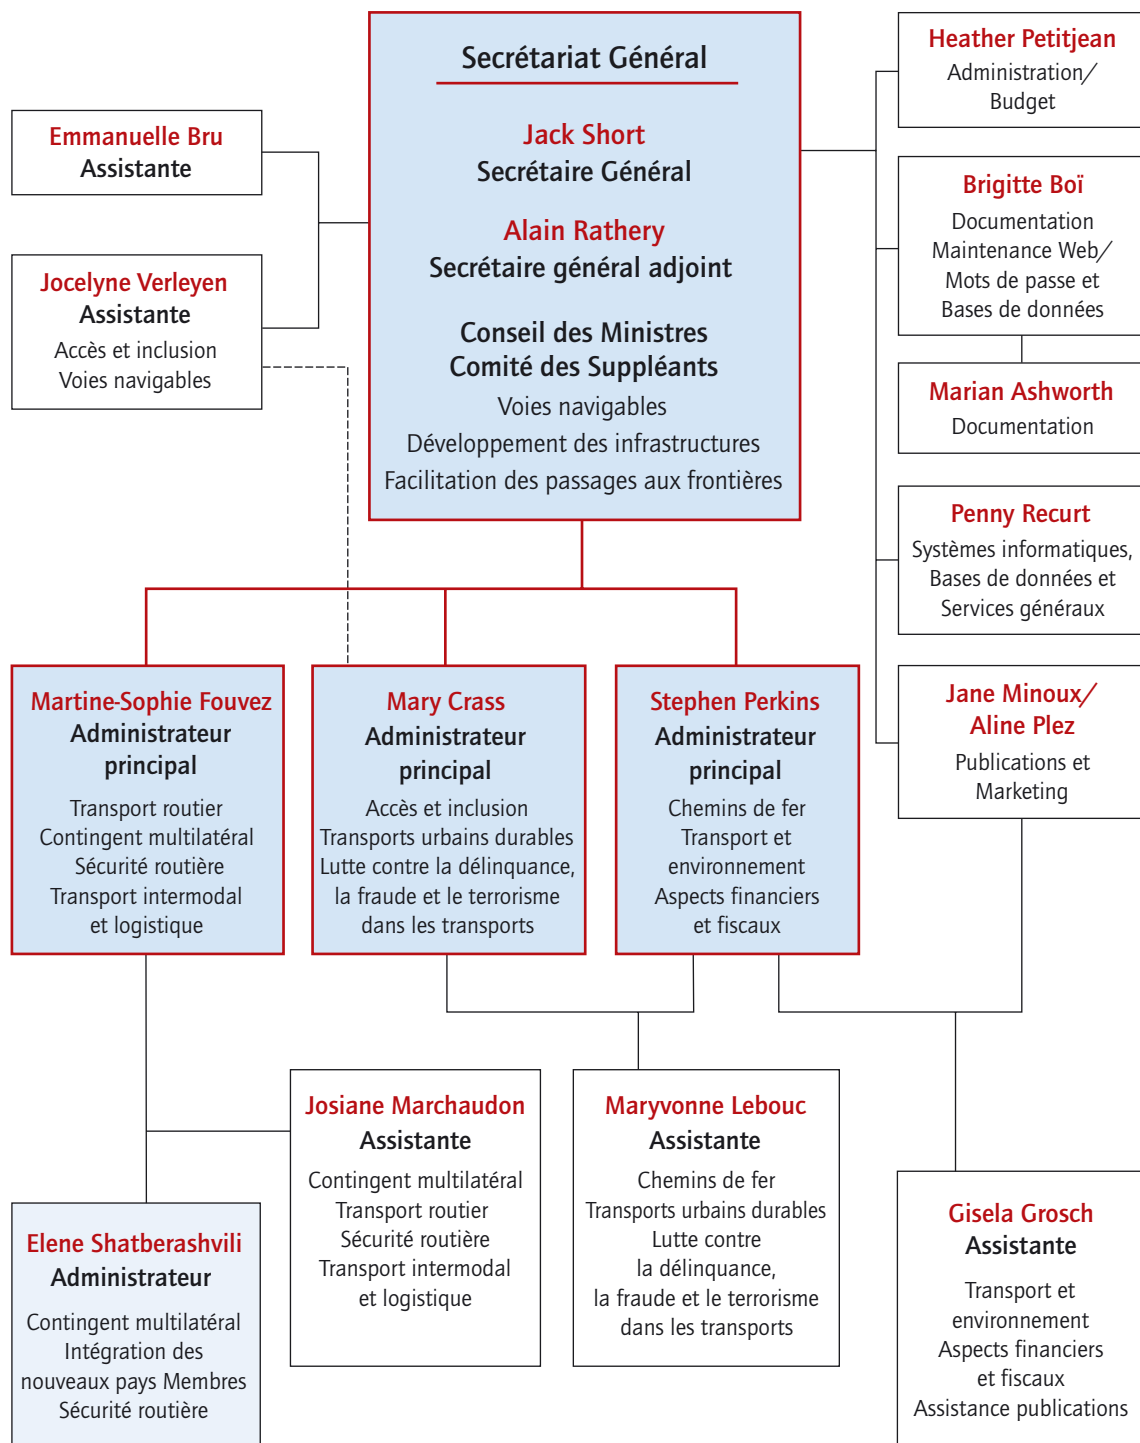 Secrétariat Général
Jack Short
Secrétaire Général
Alain Rathery
Secrétaire général adjoint
Conseil des Ministres
Comité des Suppléants
Voies navigables
Développement des infrastructures
Facilitation des passages aux frontières
Emmanuelle Bru
Assistante
Jocelyne Verleyen
Assistante
Accès et inclusion
Voies navigables
Heather Petitjean
Administration/
Budget
Brigitte Boï
Documentation
Maintenance Web/
Mots de passe et
Bases de données
Marian Ashworth
Documentation
Penny Recurt
Systèmes informatiques,
Bases de données et
Services généraux
Jane Minoux/
Aline Plez
Publications et
Marketing
Martine-Sophie Fouvez
Administrateur
principal
Transport routier
Contingent multilatéral
Sécurité routière
Transport intermodal
et logistique
Mary Crass
Administrateur
principal
Accès et inclusion
Transports urbains durables
Lutte contre la délinquance,
la fraude et le terrorisme
dans les transports
Stephen Perkins
Administrateur
principal
Chemins de fer
Transport et
environnement
Aspects financiers
et fiscaux
Josiane Marchaudon
Assistante
Contingent multilatéral
Transport routier
Sécurité routière
Transport intermodal
et logistique
Maryvonne Lebouc
Assistante
Chemins de fer
Transports urbains durables
Lutte contre
la délinquance,
la fraude et le terrorisme
dans les transports
Elene Shatberashvili
Administrateur
Contingent multilatéral
Intégration des
nouveaux pays Membres
Sécurité routière
Gisela Grosch
Assistante
Transport et
environnement
Aspects financiers
et fiscaux
Assistance publications